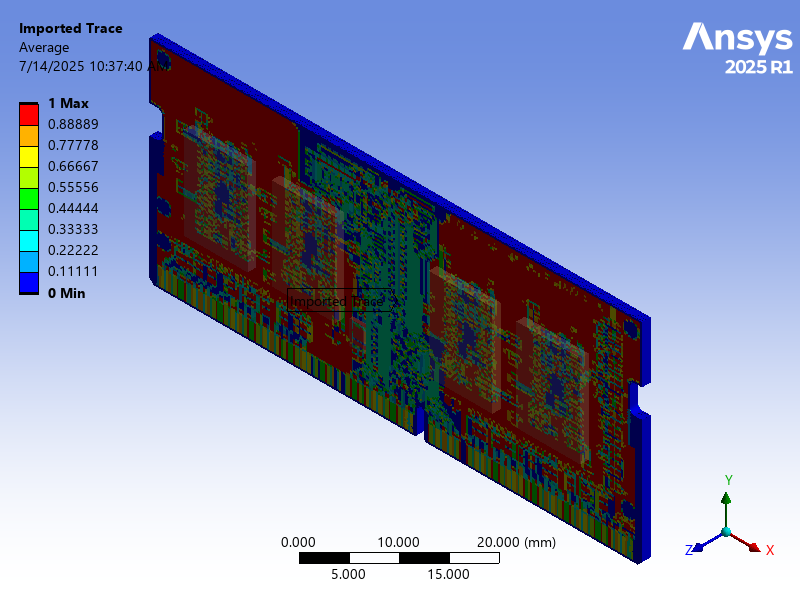 Imported Trace
Average
7/14/2025 10:37:40 AM
Ansys
2025 R1
1 Max
0.88889
0.77778
0.66667
0.55556
0.44444
0.33333
0.22222
0.11111
0 Min
Imported Trace
0.000 10.000 20.000 (mm)
5.000 15.000
Y
Z X